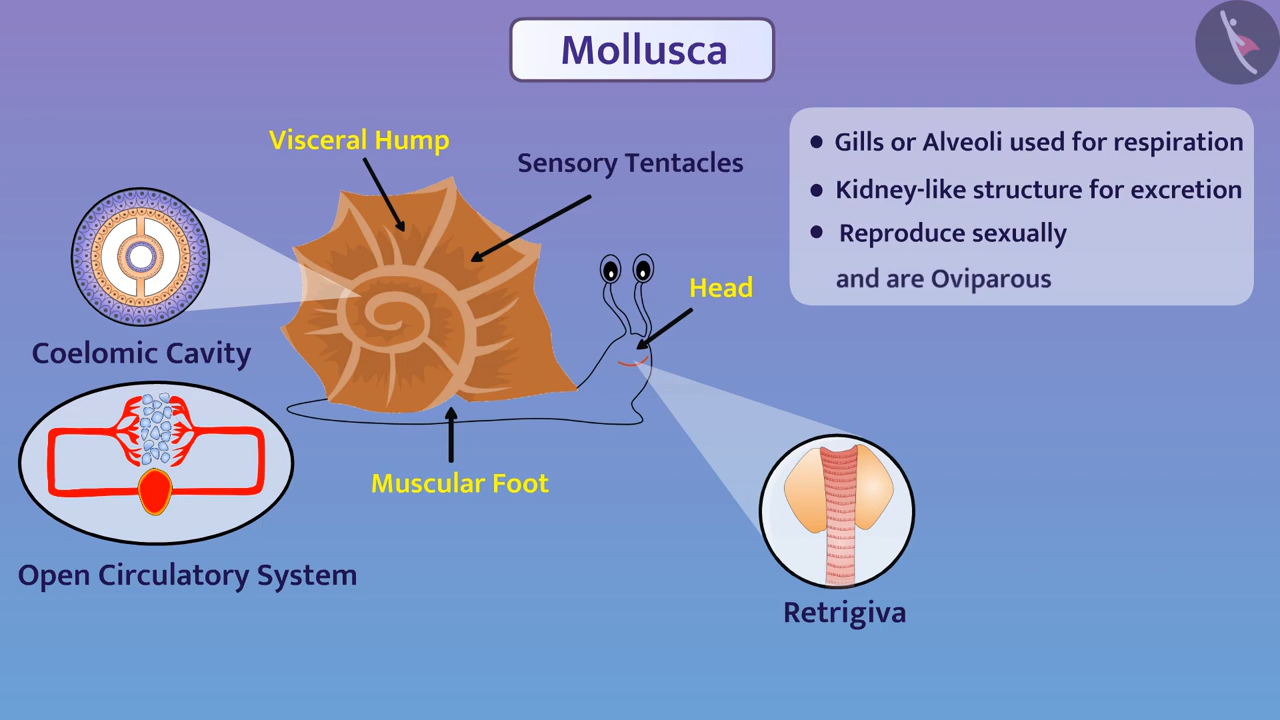 Mollusca
Visceral Hump
Sensory Tentacles
• Gills or Alveoli used for respiration
• Kidney-like structure for excretion
• Reproduce sexually
and are Oviparous
Head
Coelomic Cavity
Muscular Foot
Open Circulatory System
Retrigiva